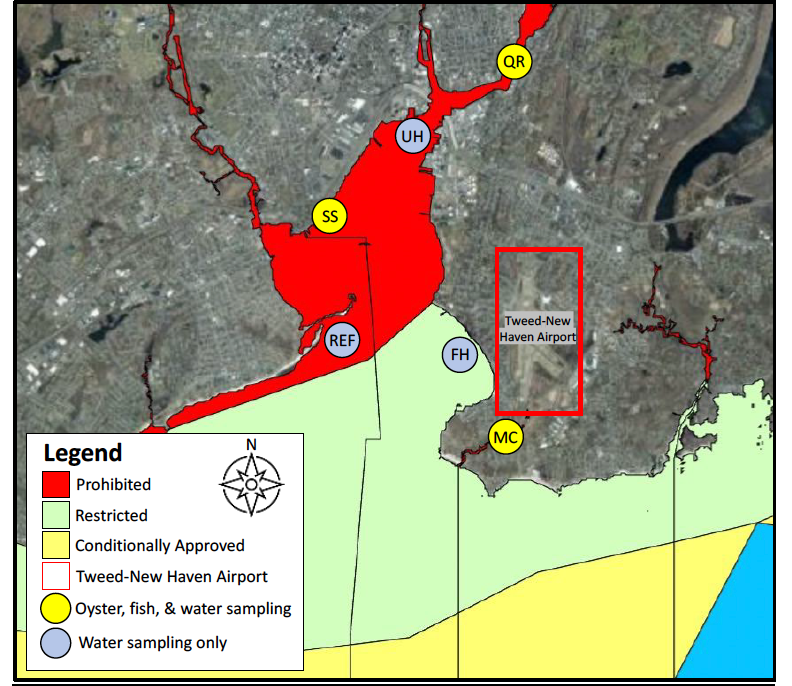 QR
UH
SS
Tweed-New
Haven Airport
REF
FH
MC
Legend
N
Prohibited
Restricted
Conditionally Approved
Tweed-New Haven Airport
Oyster, fish, & water sampling
Water sampling only